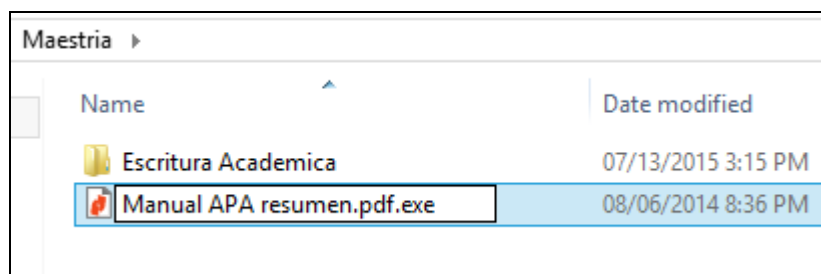 Maestria
Name Date modified
Escritura Academica 07/13/2015 3:15 PM
Manual APA resumen.pdf.exe 08/06/2014 8:36 PM